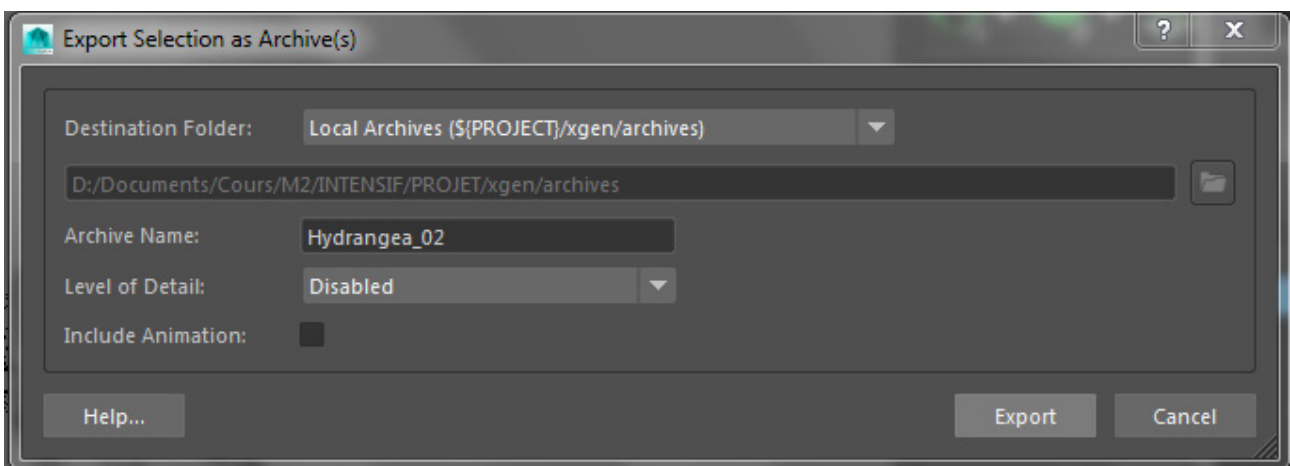 Export Selection as Archive(s)
? X
Destination Folder: Local Archives (${PROJECT}/xgen/archives)
D:/Documents/Cours/M2/INTENSIF/PROJET/xgen/archives
Archive Name: Hydrangea_02
Level of Detail: Disabled
Include Animation:
Help... Export Cancel